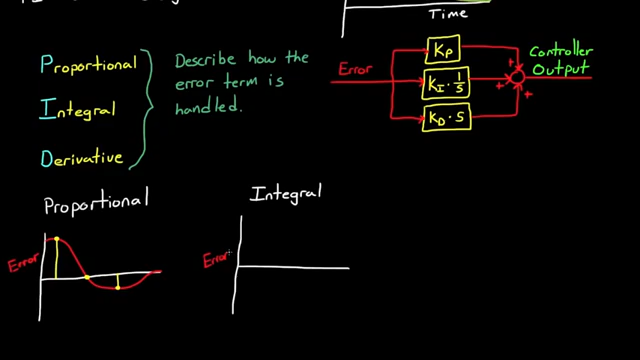 Time
Proportional
Integral
Derivative
Describe how the
error term is
handled.
Error
Kp
KI · 1/s
KD · s
+
+
+
Controller
Output
Proportional
Error
Integral
Error